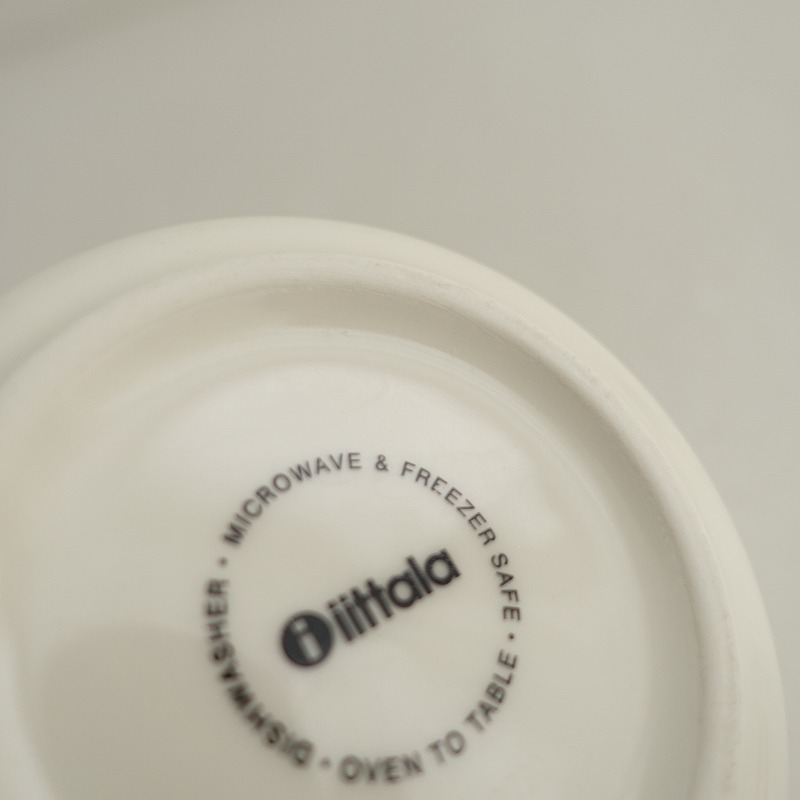 MICROWAVE & FREEZER SAFE • OVEN TO TABLE • DISHWASHER •
i iittala